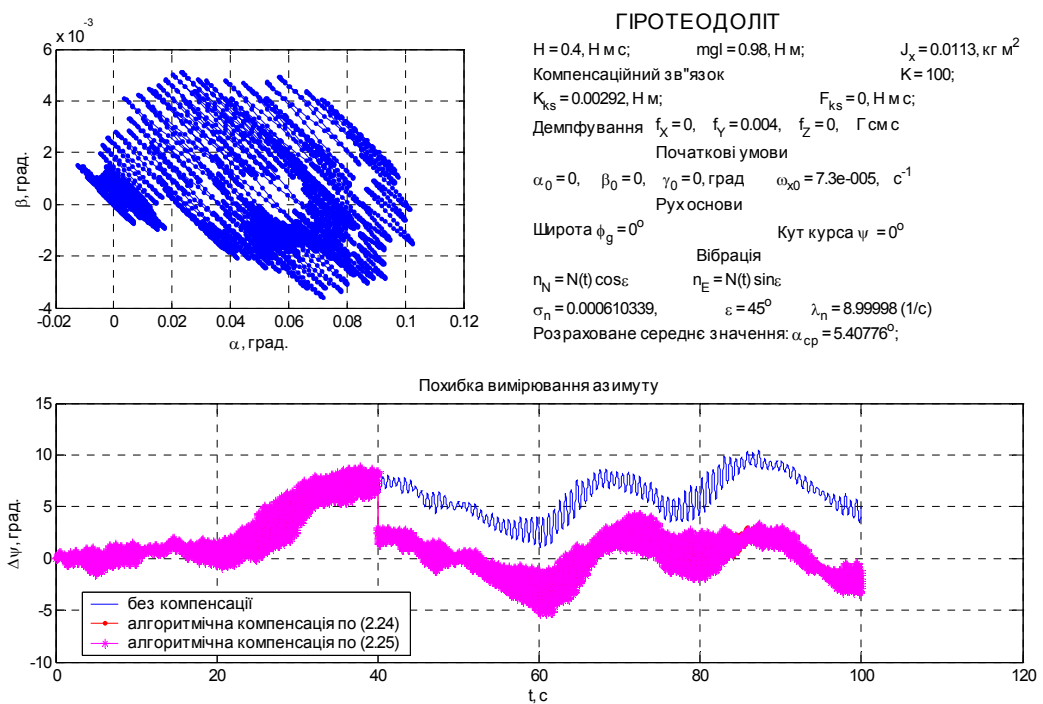 ГІРОТЕОДОЛІТ
H = 0.4, Н м с; mgl = 0.98, Н м; Jx = 0.0113, кг м2
Компенсаційний зв"язок K = 100;
Kks = 0.00292, Н м; Fks = 0, Н м с;
Демпфування fX = 0, fY = 0.004, fZ = 0, Г см с
Початкові умови
α0 = 0, β0 = 0, γ0 = 0, град ωx0 = 7.3e-005, c-1
Рух основи
Широта ϕg = 0o Кут курса ψ = 0o
Вібрація
nN = N(t) cosε nE = N(t) sinε
σn = 0.000610339, ε = 45o λn = 8.99998 (1/c)
Розраховане середнє значення: αcp = 5.40776o;
x 10-3
6
4
2
0
-2
-4
β, град.
-0.02 0 0.02 0.04 0.06 0.08 0.1 0.12
α, град.
Похибка вимірювання азимуту
15
10
5
0
-5
-10
Δψ, град.
без компенсації
алгоритмічна компенсація по (2.24)
алгоритмічна компенсація по (2.25)
0 20 40 60 80 100 120
t, c